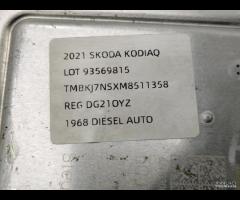 2021 SKODA KODIAQ
LOT 93569815
TMBKJ7NSXM8511358
REG DG21OYZ
1968 DIESEL AUTO